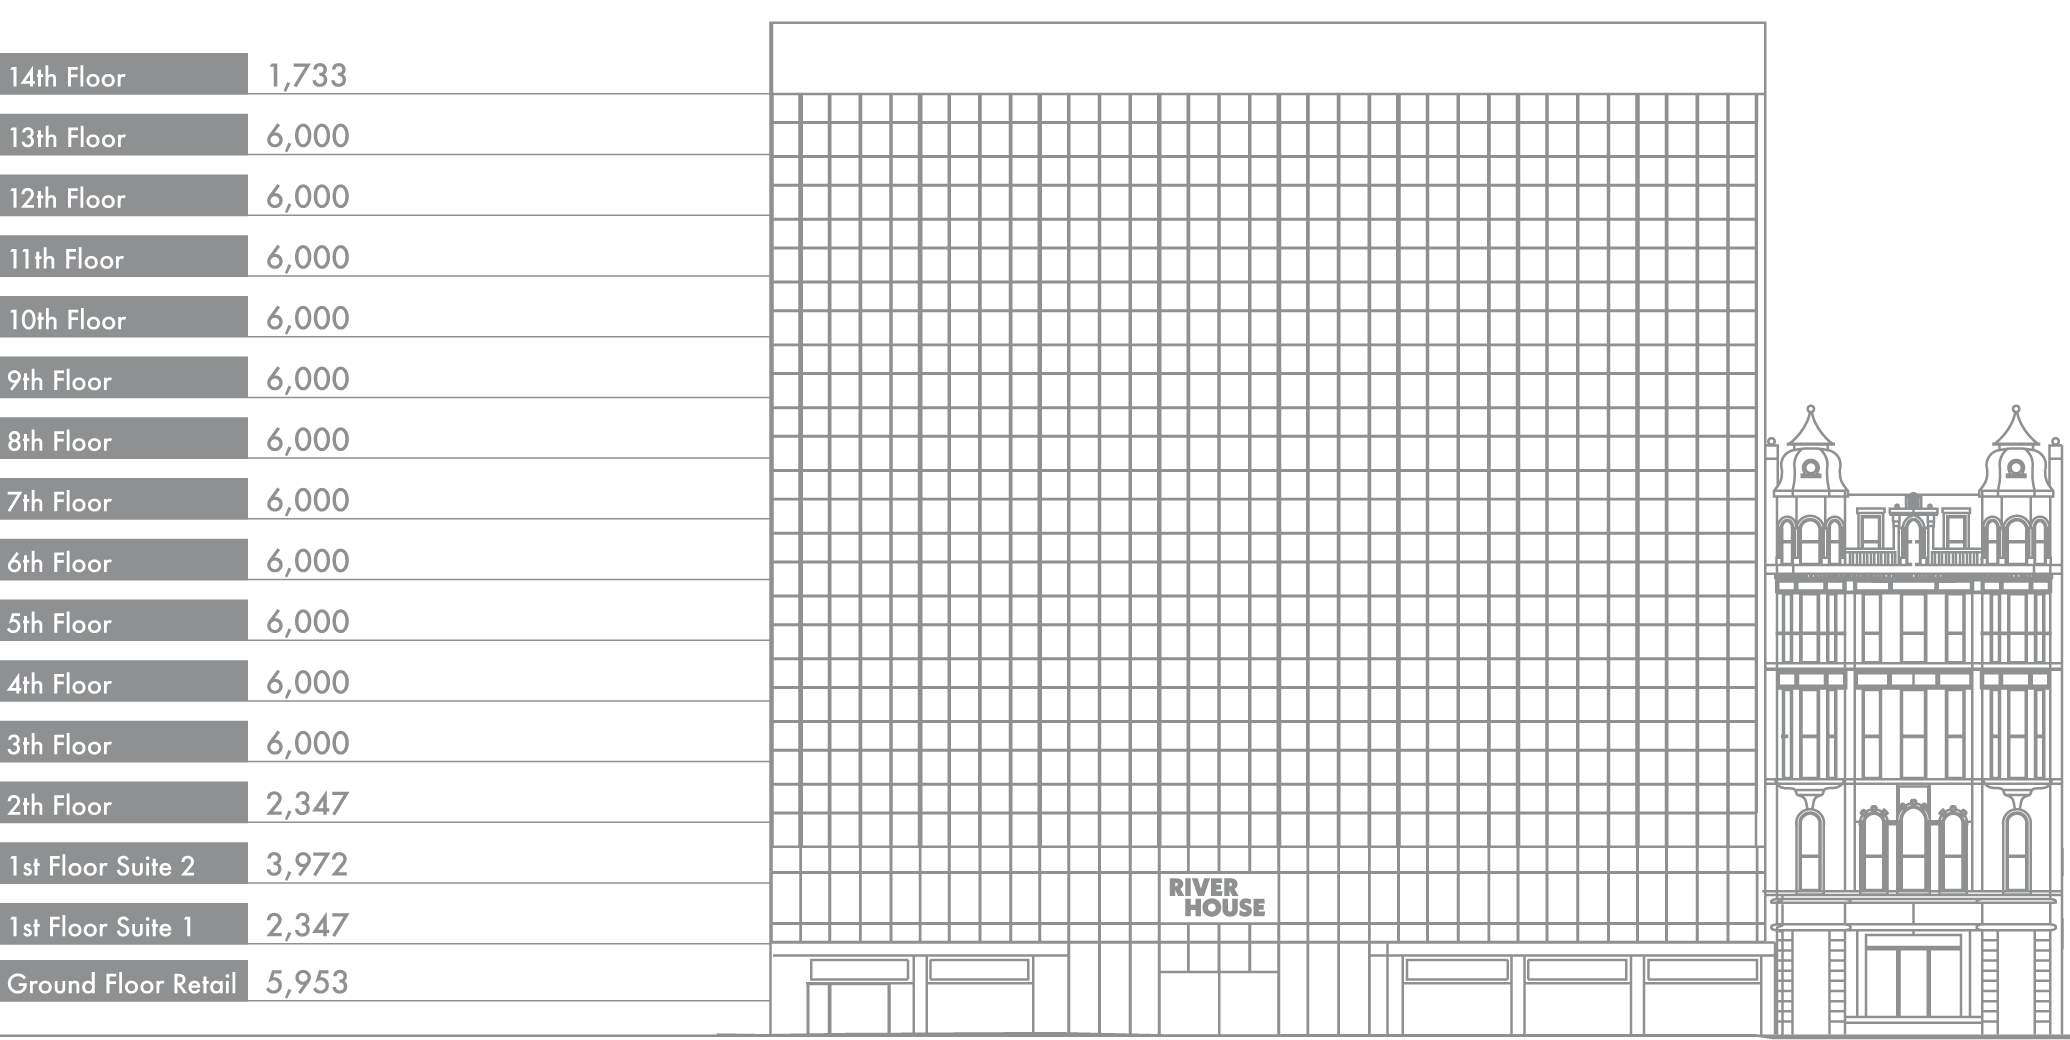 14th Floor 1,733
13th Floor 6,000
12th Floor 6,000
11th Floor 6,000
10th Floor 6,000
9th Floor 6,000
8th Floor 6,000
7th Floor 6,000
6th Floor 6,000
5th Floor 6,000
4th Floor 6,000
3th Floor 6,000
2th Floor 2,347
1st Floor Suite 2 3,972
1st Floor Suite 1 2,347
Ground Floor Retail 5,953
RIVER
HOUSE